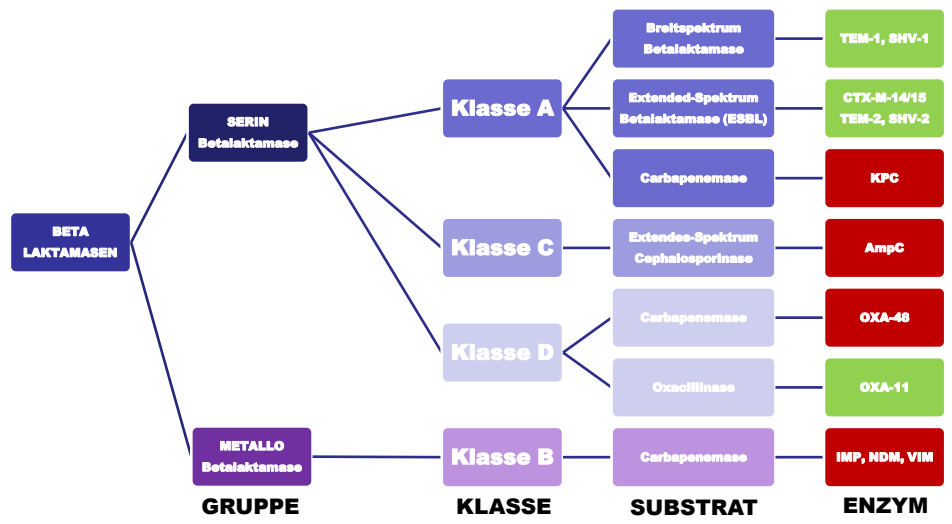 BETA
LAKTAMASEN
SERIN
Betalaktamase
METALLO
Betalaktamase
GRUPPE
Klasse A
Klasse C
Klasse D
Klasse B
KLASSE
Breitspektrum
Betalaktamase
Extended-Spektrum
Betalaktamase (ESBL)
Carbapenemase
Extendes-Spektrum
Cephalosporinase
Carbapenemase
Oxacillinase
Carbapenemase
SUBSTRAT
TEM-1, SHV-1
CTX-M-14/15
TEM-2, SHV-2
KPC
AmpC
OXA-48
OXA-11
IMP, NDM, VIM
ENZYM